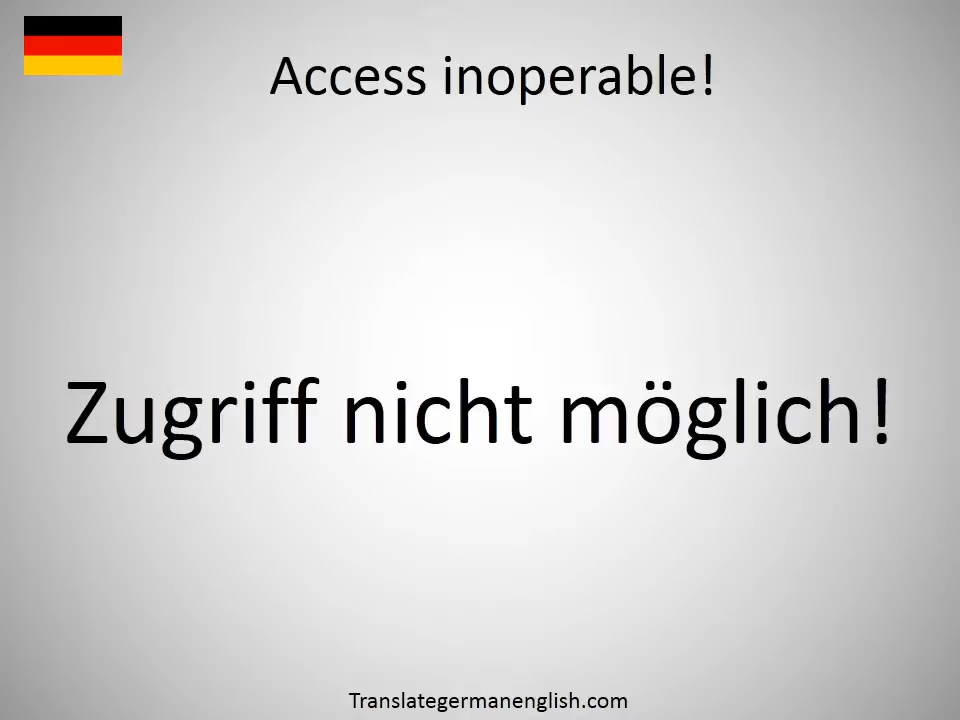 Access inoperable!
Zugriff nicht möglich!
Translategermanenglish.com